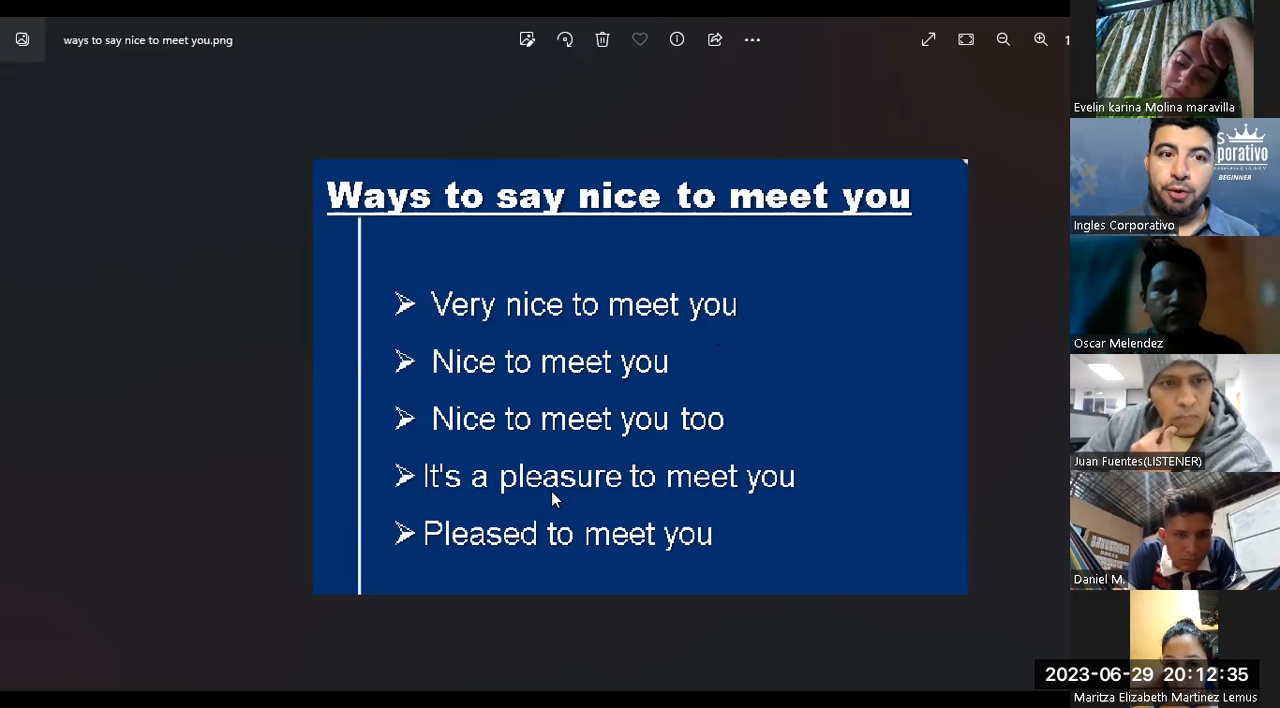 ways to say nice to meet you.png
1
Ways to say nice to meet you
Very nice to meet you
Nice to meet you
Nice to meet you too
It's a pleasure to meet you
Pleased to meet you
Evelin karina Molina maravilla
S
porativo
BEGINNER
Ingles Corporativo
Oscar Melendez
Juan Fuentes(LISTENER)
Daniel M.
2023-06-29 20:12:35
Maritza Elizabeth Martinez Lemus